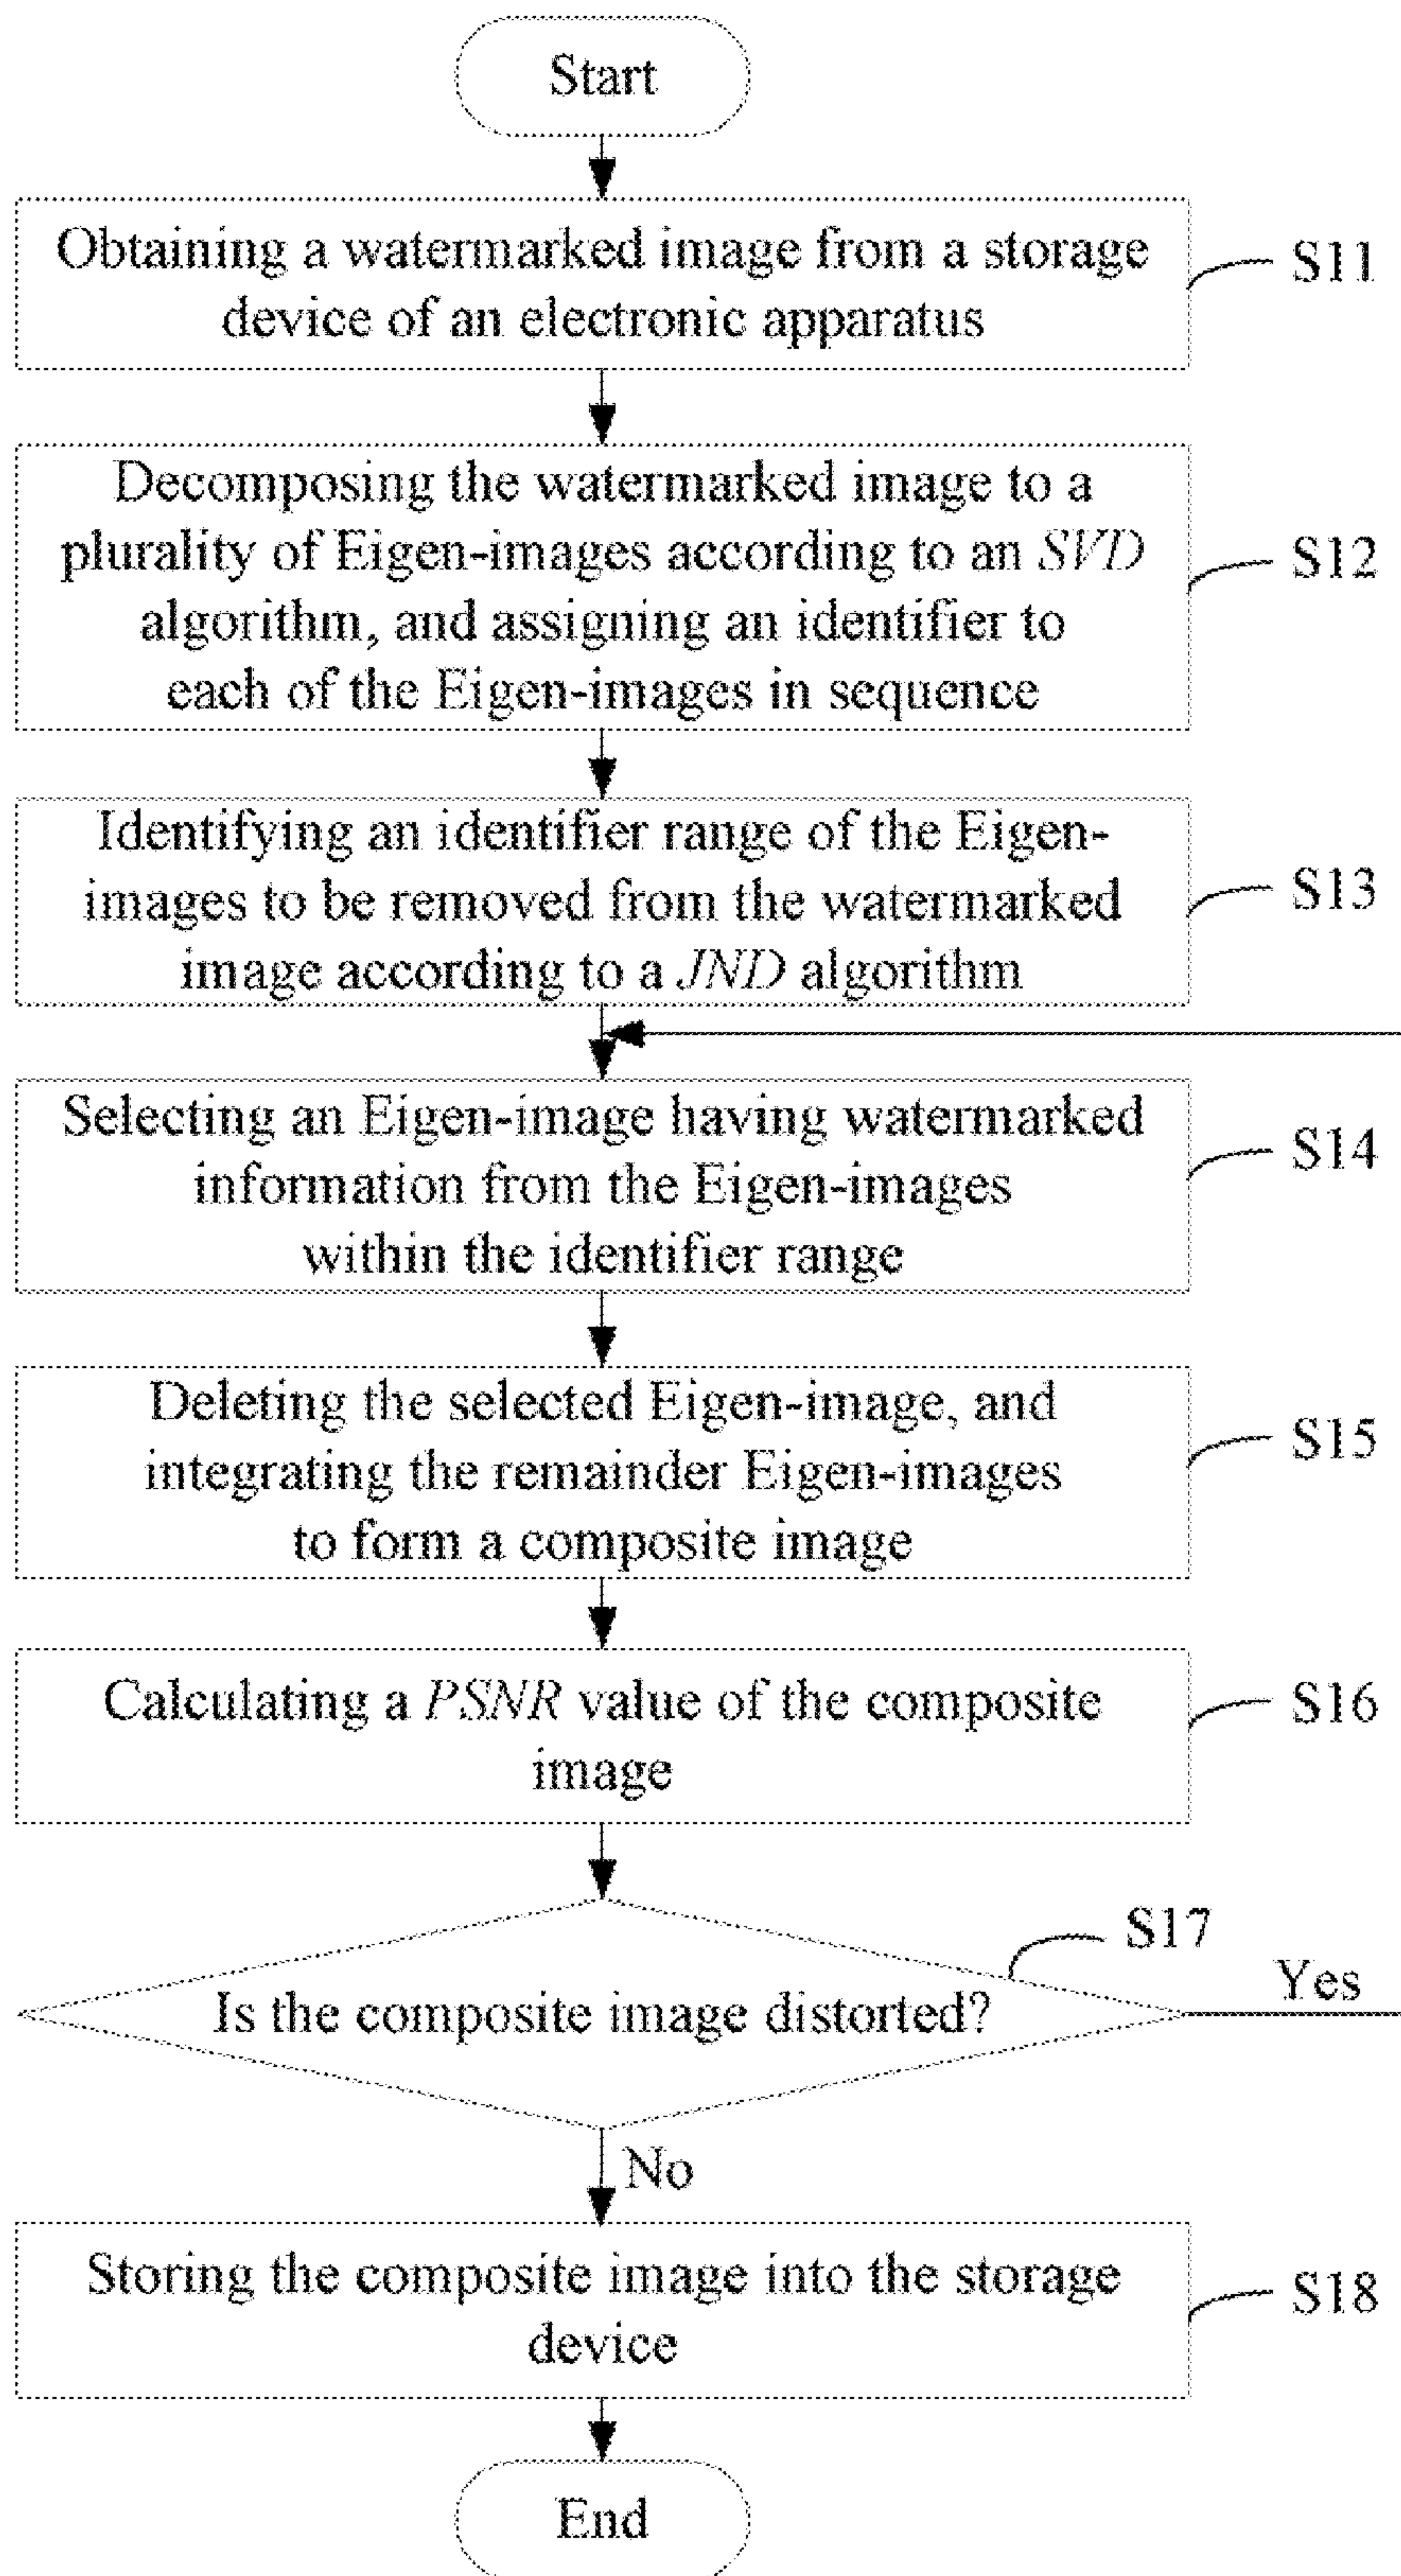 Start
Obtaining a watermarked image from a storage
device of an electronic apparatus
S11
Decomposing the watermarked image to a
plurality of Eigen-images according to an SVD
algorithm, and assigning an identifier to
each of the Eigen-images in sequence
S12
Identifying an identifier range of the Eigen-
images to be removed from the watermarked
image according to a JND algorithm
S13
Selecting an Eigen-image having watermarked
information from the Eigen-images
within the identifier range
S14
Deleting the selected Eigen-image, and
integrating the remainder Eigen-images
to form a composite image
S15
Calculating a PSNR value of the composite
image
S16
Is the composite image distorted?
S17
Yes
No
Storing the composite image into the storage
device
S18
End